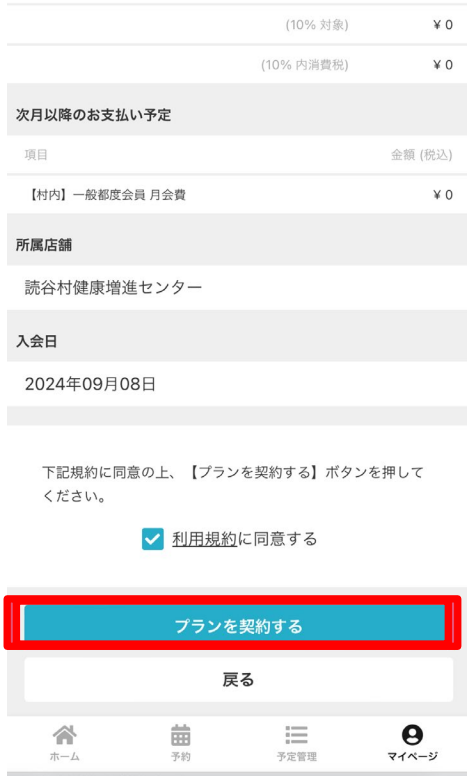 (10% 対象) ¥ 0
(10% 内消費税) ¥ 0
次月以降のお支払い予定
項目 金額 (税込)
【村内】一般都度会員 月会費 ¥ 0
所属店舗
読谷村健康増進センター
入会日
2024年09月08日
下記規約に同意の上、【プランを契約する】ボタンを押して
ください。
利用規約に同意する
プランを契約する
戻る
ホーム 予約 予定管理 マイページ